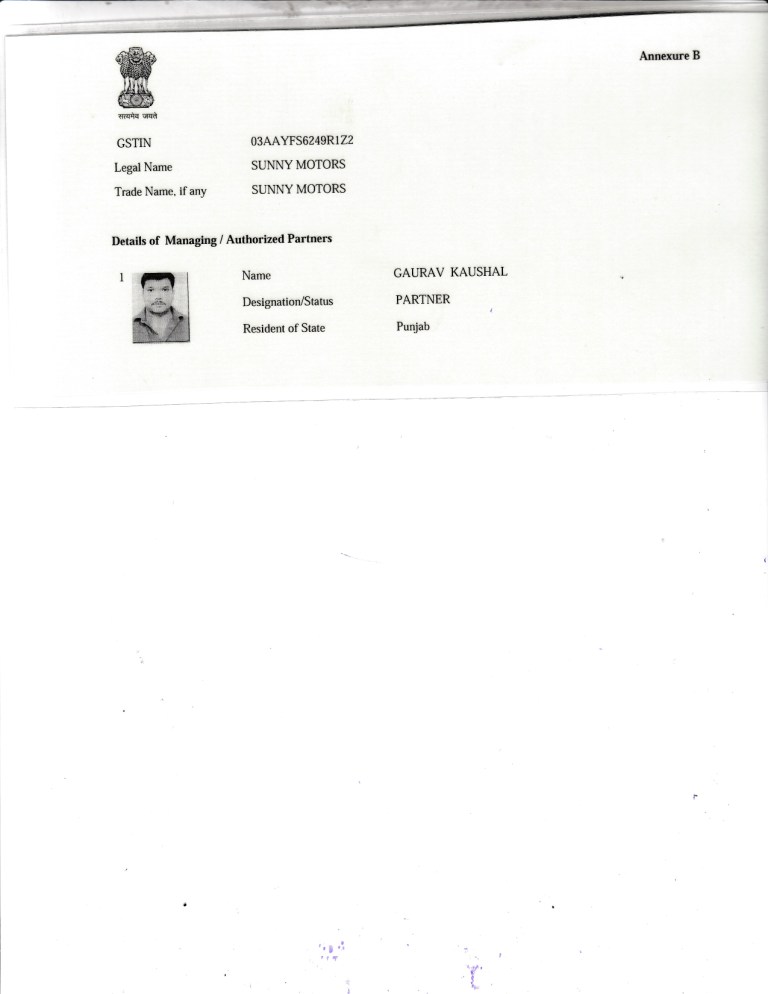 Annexure B
सत्यमेव जयते
GSTIN 03AAYFS6249R1Z2
Legal Name SUNNY MOTORS
Trade Name, if any SUNNY MOTORS
Details of Managing / Authorized Partners
1 Name GAURAV KAUSHAL
Designation/Status PARTNER
Resident of State Punjab